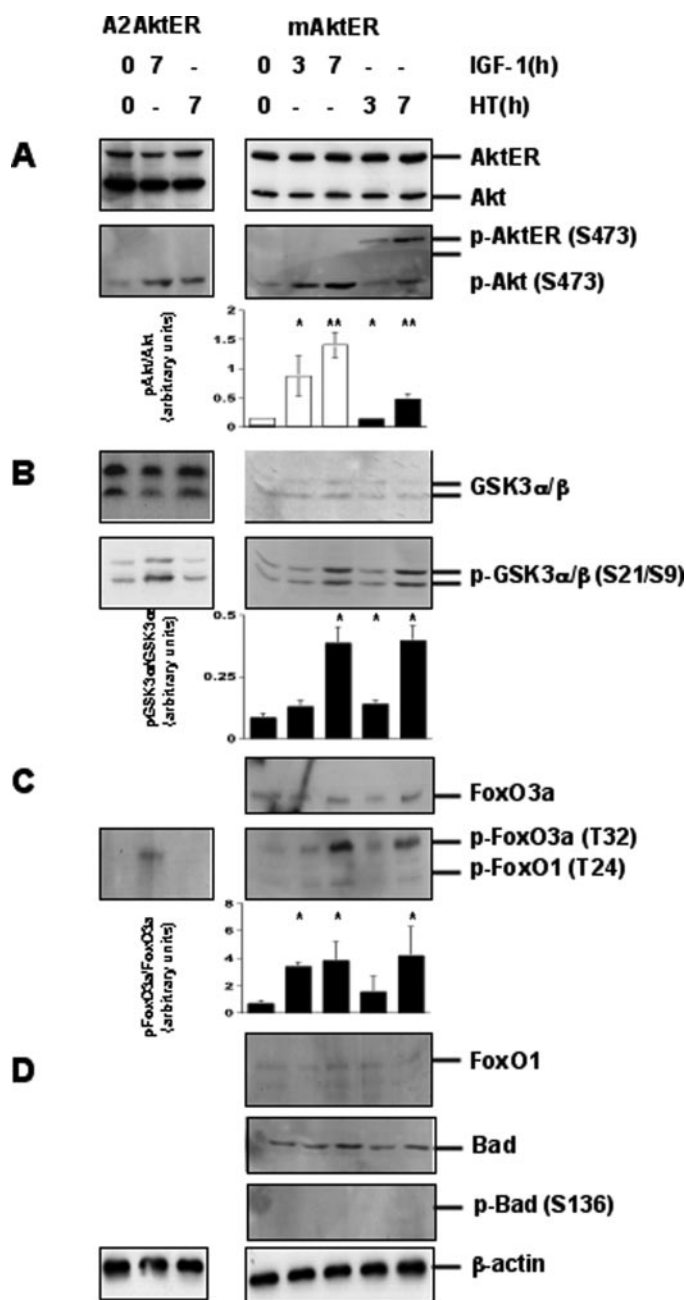 A2AktER mAktER
0 7 - 0 3 7 - - IGF-1(h)
0 - 7 0 - - 3 7 HT(h)
A
AktER
Akt
p-AktER (S473)
p-Akt (S473)
pAkt/Akt
(arbitrary units)
2
1.5
1
0.5
0
* ** * **
B
GSK3α/β
p-GSK3α/β (S21/S9)
pGSK3α/GSK3α
(arbitrary units)
0.5
0.25
0
* * *
C
FoxO3a
p-FoxO3a (T32)
p-FoxO1 (T24)
pFoxO3a/FoxO3a
(arbitrary units)
8
6
4
2
0
* * *
D
FoxO1
Bad
p-Bad (S136)
β-actin